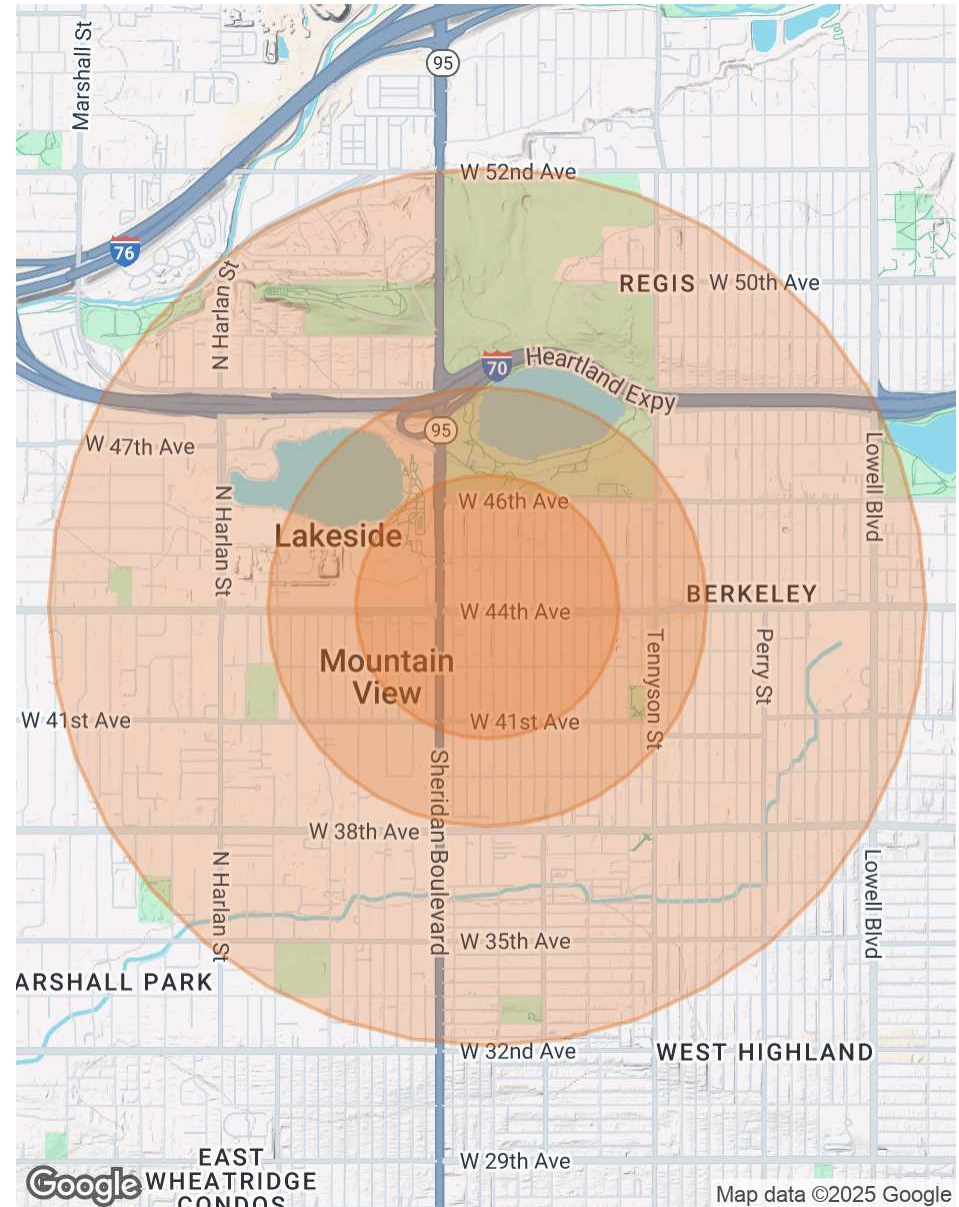 Marshall St
95
W 52nd Ave
76
N Harlan St
REGIS
W 50th Ave
70
Heartland Expy
95
W 47th Ave
Lowell Blvd
N Harlan St
W 46th Ave
Lakeside
BERKELEY
W 44th Ave
Mountain
View
Tennyson St
Perry St
W 41st Ave
W 41st Ave
Sheridan Boulevard
W 38th Ave
N Harlan St
Lowell Blvd
W 35th Ave
ARSHALL PARK
W 32nd Ave
WEST HIGHLAND
EAST
WHEATRIDGE
CONDOS
W 29th Ave
Google
Map data ©2025 Google